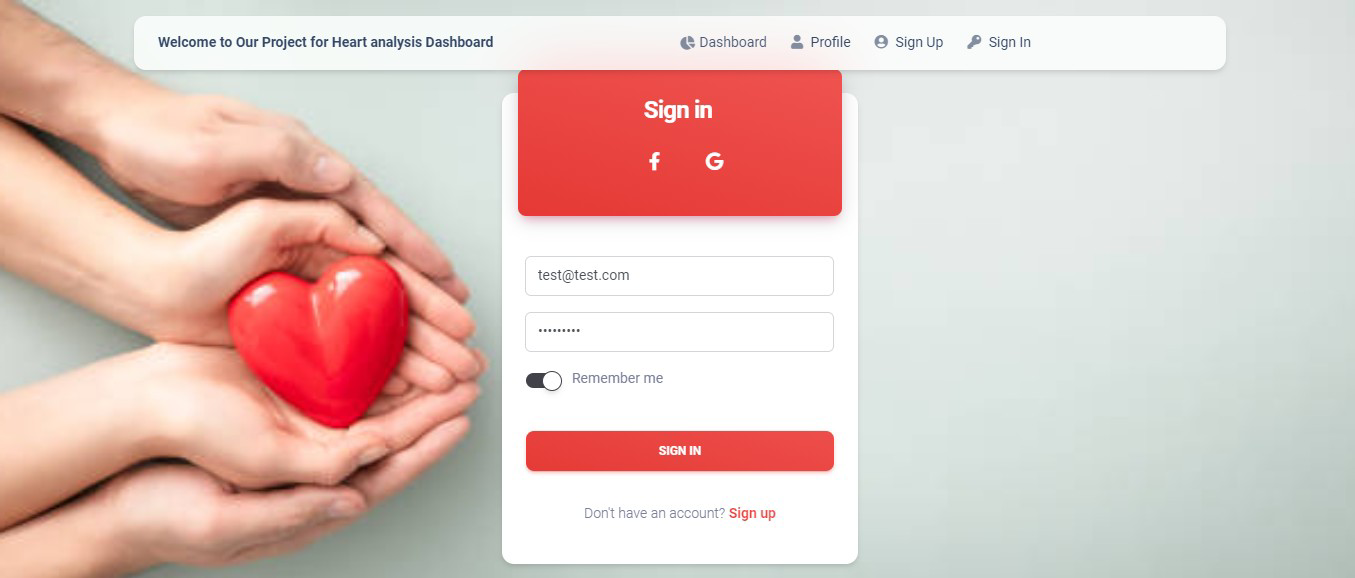 Welcome to Our Project for Heart analysis Dashboard
Dashboard
Profile
Sign Up
Sign In
Sign in
test@test.com
•••••••••
Remember me
SIGN IN
Don't have an account? Sign up